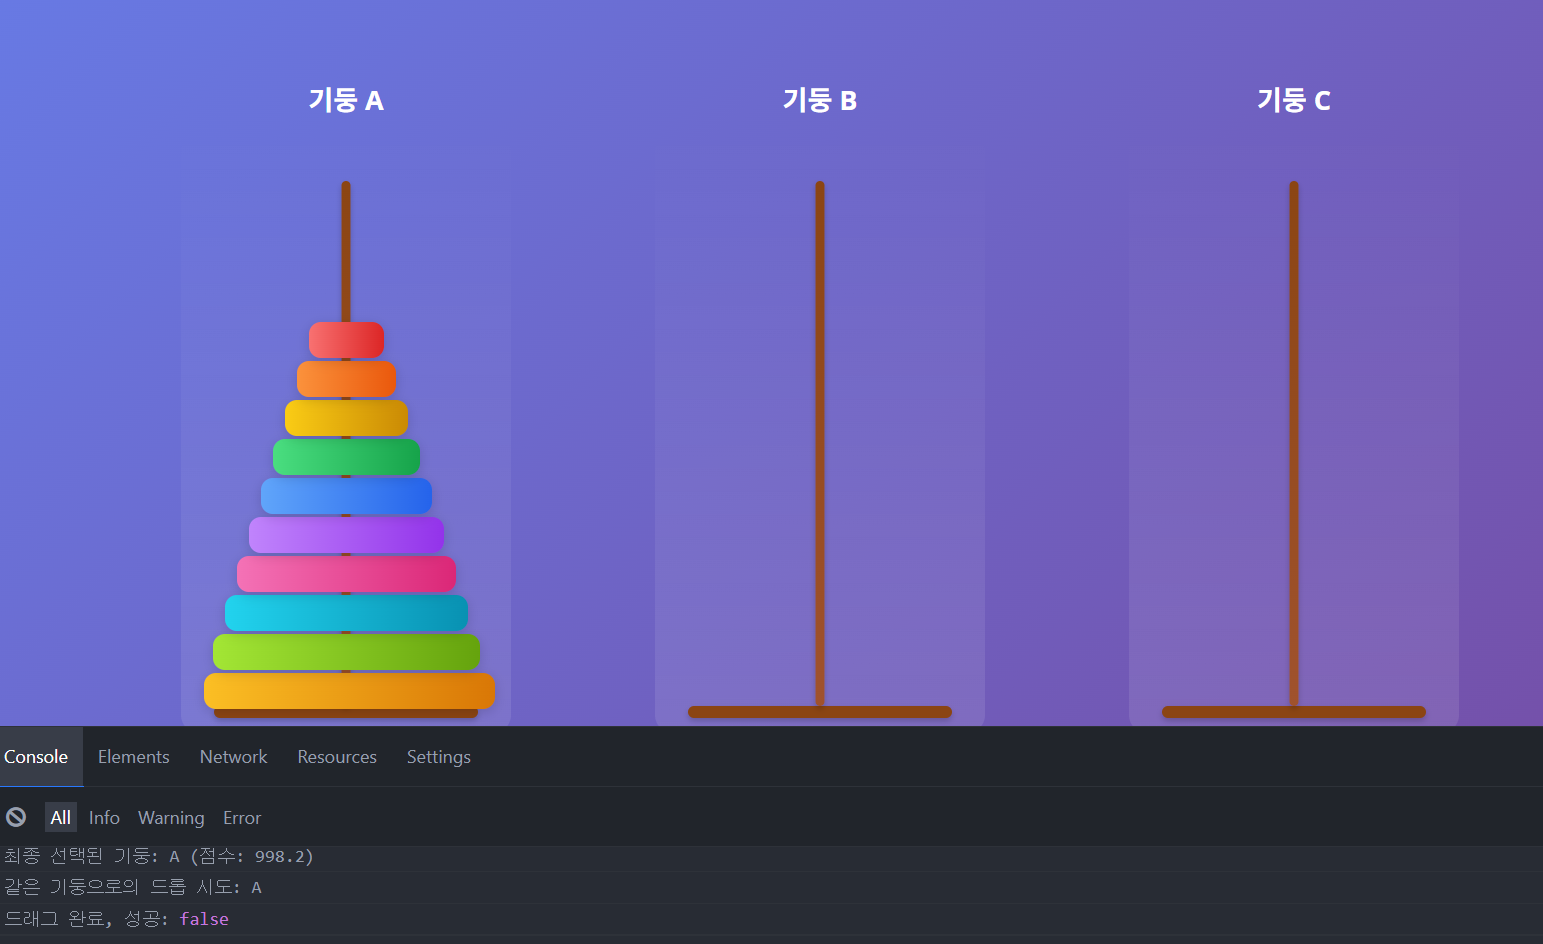 기둥 A 기둥 B 기둥 C
Console Elements Network Resources Settings
All Info Warning Error
최종 선택된 기둥: A (점수: 998.2)
같은 기둥으로의 드롭 시도: A
드래그 완료, 성공: false